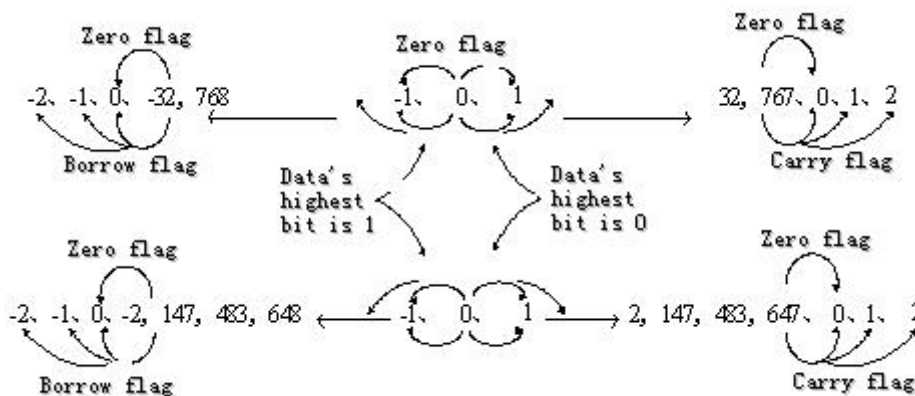 Zero flag
Zero flag
Zero flag
-2、 -1、 0、 -32, 768
-1、 0、 1
32, 767、 0、 1、 2
Borrow flag
Carry flag
Data's
highest
bit is 1
Data's
highest
bit is 0
Zero flag
Zero flag
-2、 -1、 0、 -2, 147, 483, 648
-1、 0、 1
2, 147, 483, 647、 0、 1、 2
Borrow flag
Carry flag